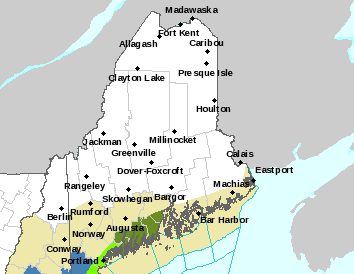 Madawaska
Fort Kent
Allagash
Caribou
Presque Isle
Clayton Lake
Houlton
Millinocket
Jackman
Greenville
Calais
Dover-Foxcroft
Eastport
Rangeley
Machias
Skowhegan
Bangor
Rumford
Berlin
Bar Harbor
Augusta
Norway
Conway
Portland